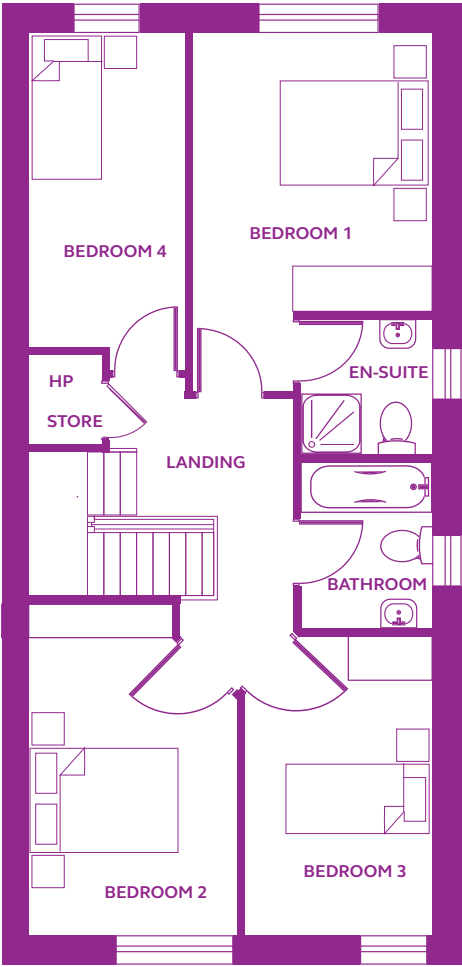 BEDROOM 4
BEDROOM 1
HP
STORE
EN-SUITE
LANDING
BATHROOM
BEDROOM 2
BEDROOM 3